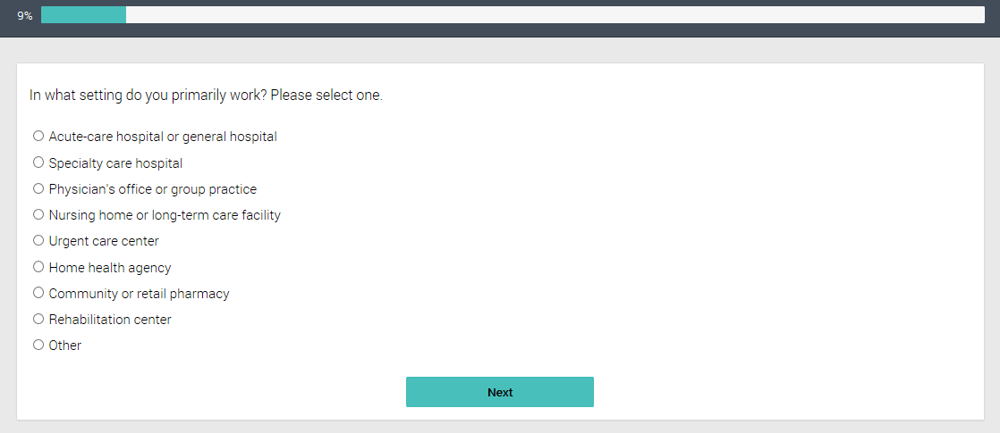 9%
In what setting do you primarily work? Please select one.
Acute-care hospital or general hospital
Specialty care hospital
Physician's office or group practice
Nursing home or long-term care facility
Urgent care center
Home health agency
Community or retail pharmacy
Rehabilitation center
Other
Next